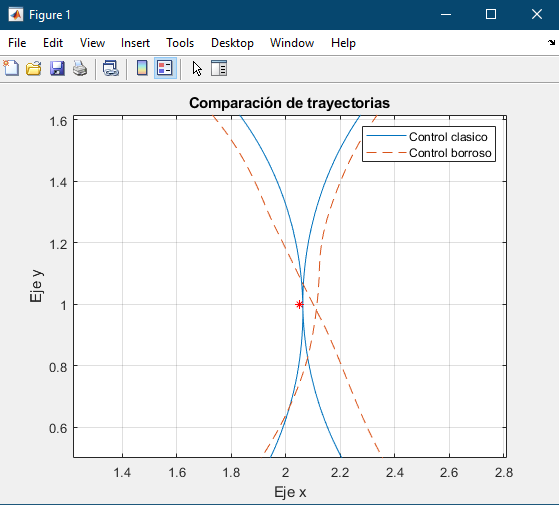 Figure 1
File Edit View Insert Tools Desktop Window Help
Comparación de trayectorias
Control clasico
Control borroso
1.6
1.4
1.2
1
0.8
0.6
Eje y
1.4 1.6 1.8 2 2.2 2.4 2.6 2.8
Eje x